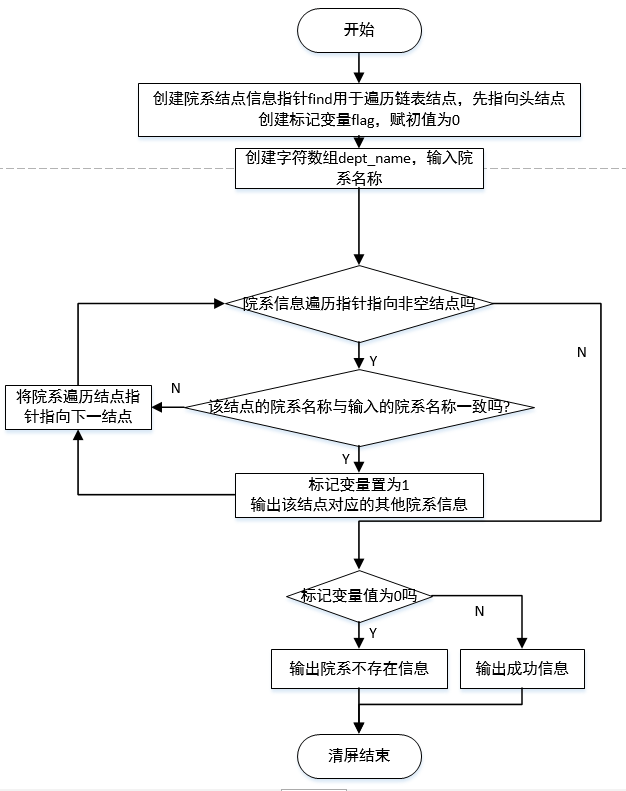 开始
创建院系结点信息指针find用于遍历链表结点，先指向头结点
创建标记变量flag，赋初值为0
创建字符数组dept_name，输入院
系名称
院系信息遍历指针指向非空结点吗
N
Y
将院系遍历结点指
针指向下一结点
N
该结点的院系名称与输入的院系名称一致吗?
Y
标记变量置为1
输出该结点对应的其他院系信息
标记变量值为0吗
N
Y
输出院系不存在信息
输出成功信息
清屏结束